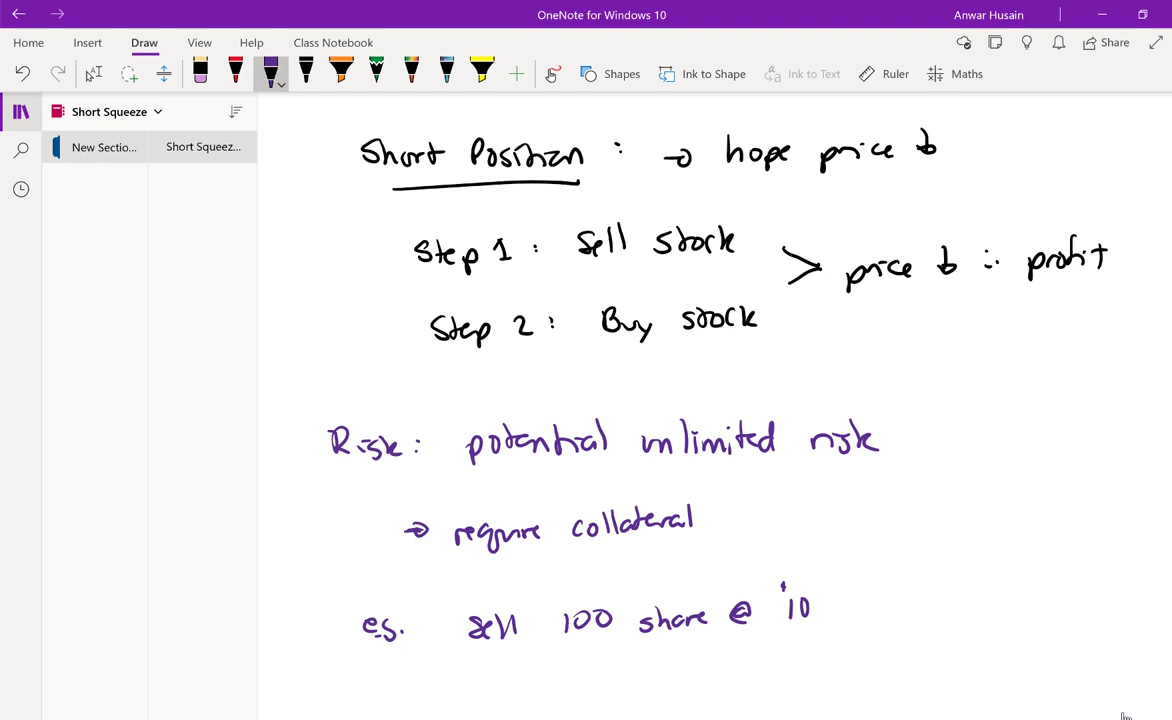 OneNote for Windows 10
Anwar Husain
Home Insert Draw View Help Class Notebook
Share
Shapes Ink to Shape Ink to Text Ruler Maths
Short Squeeze
New Sectio... Short Squeez...
Short Position : → hope price ↓
Step 1 : Sell stock
> price ↓ ∴ profit
Step 2 : Buy stock
Risk : potential unlimited risk
→ require collateral
eg. sell 100 share @ 10